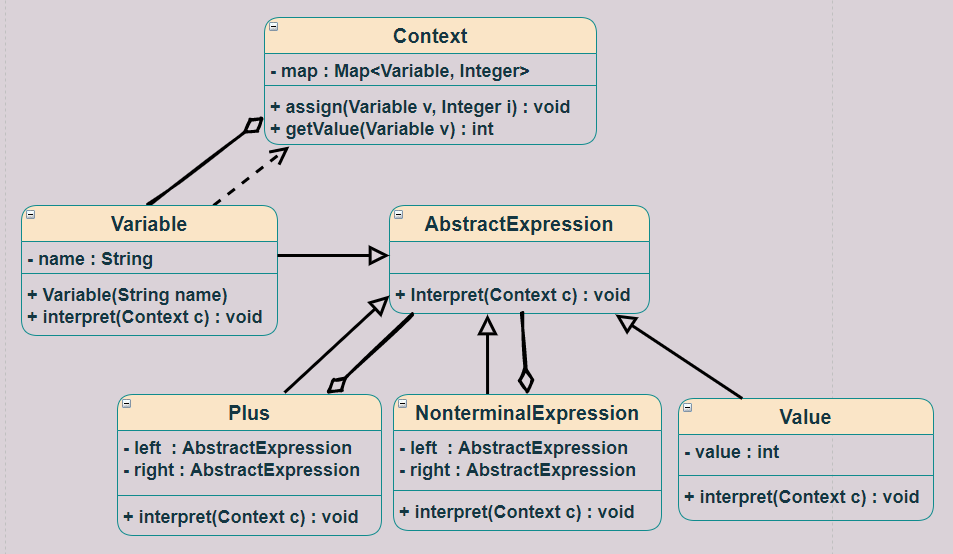 Context
- map : Map<Variable, Integer>
+ assign(Variable v, Integer i) : void
+ getValue(Variable v) : int
Variable
- name : String
+ Variable(String name)
+ interpret(Context c) : void
AbstractExpression
+ Interpret(Context c) : void
Plus
- left : AbstractExpression
- right : AbstractExpression
+ interpret(Context c) : void
NonterminalExpression
- left : AbstractExpression
- right : AbstractExpression
+ interpret(Context c) : void
Value
- value : int
+ interpret(Context c) : void